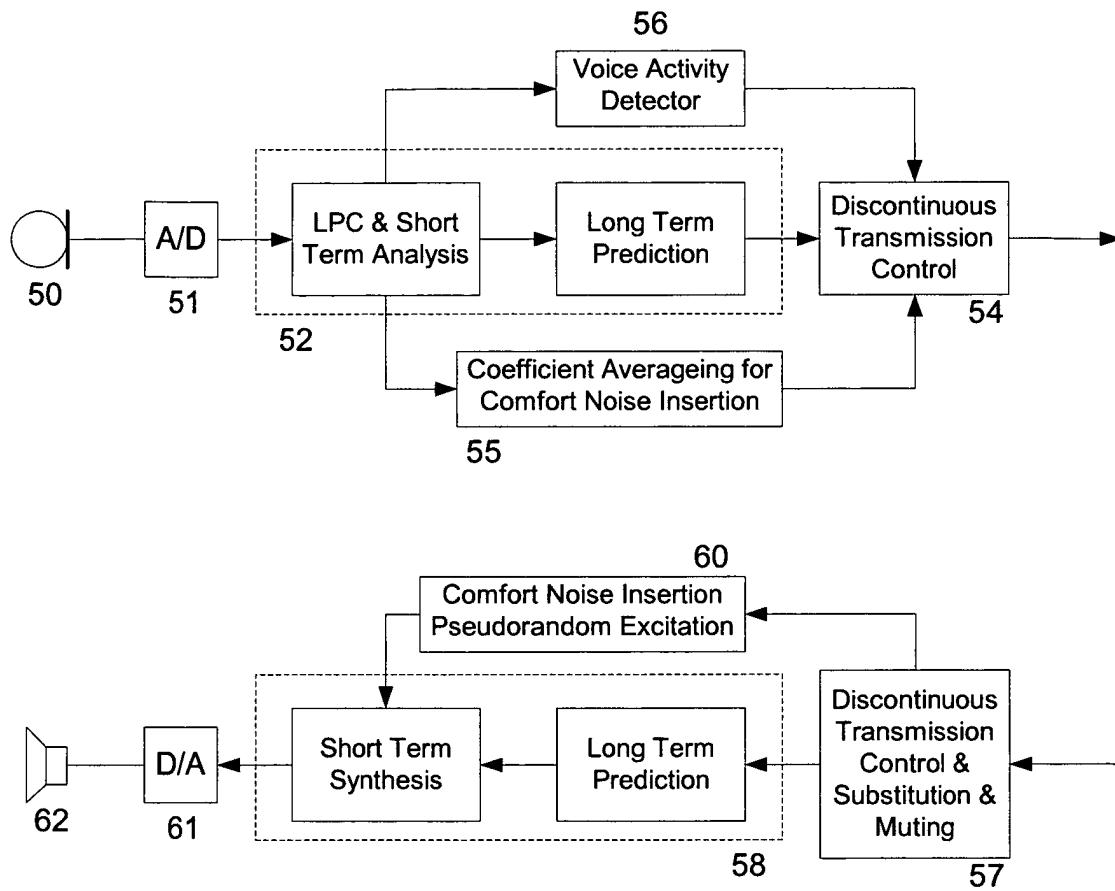 56
Voice Activity
Detector
A/D
LPC & Short
Term Analysis
Long Term
Prediction
Discontinuous
Transmission
Control
50
51
52
54
Coefficient Averageing for
Comfort Noise Insertion
55
60
Comfort Noise Insertion
Pseudorandom Excitation
D/A
Short Term
Synthesis
Long Term
Prediction
Discontinuous
Transmission
Control &
Substitution &
Muting
62
61
58
57